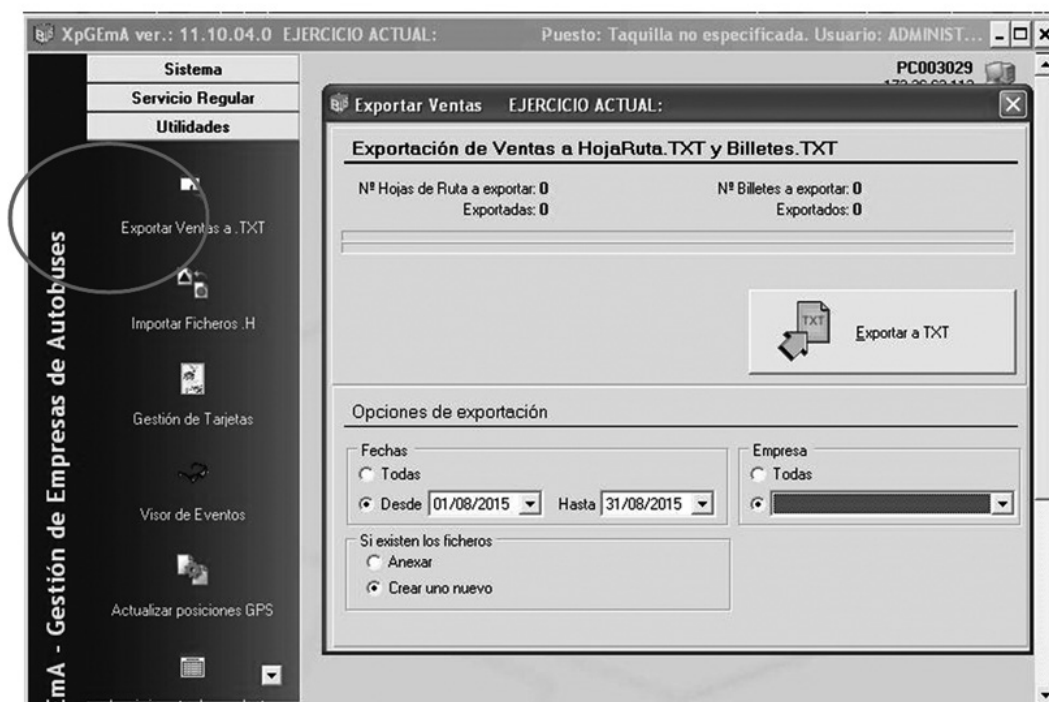 XpGEmA ver.: 11.10.04.0 EJERCICIO ACTUAL: Puesto: Taquilla no especificada. Usuario: ADMINIST...
Sistema
Servicio Regular
Utilidades
PC003029
Exportar Ventas a .TXT
Importar Ficheros .H
Gestión de Tarjetas
Visor de Eventos
Actualizar posiciones GPS
EmA - Gestión de Empresas de Autobuses
Exportar Ventas EJERCICIO ACTUAL:
Exportación de Ventas a HojaRuta.TXT y Billetes.TXT
Nº Hojas de Ruta a exportar: 0 Nº Billetes a exportar: 0
Exportadas: 0 Exportados: 0
TXT
Exportar a TXT
Opciones de exportación
Fechas Empresa
Todas Todas
Desde 01/08/2015 Hasta 31/08/2015
Si existen los ficheros
Anexar
Crear uno nuevo